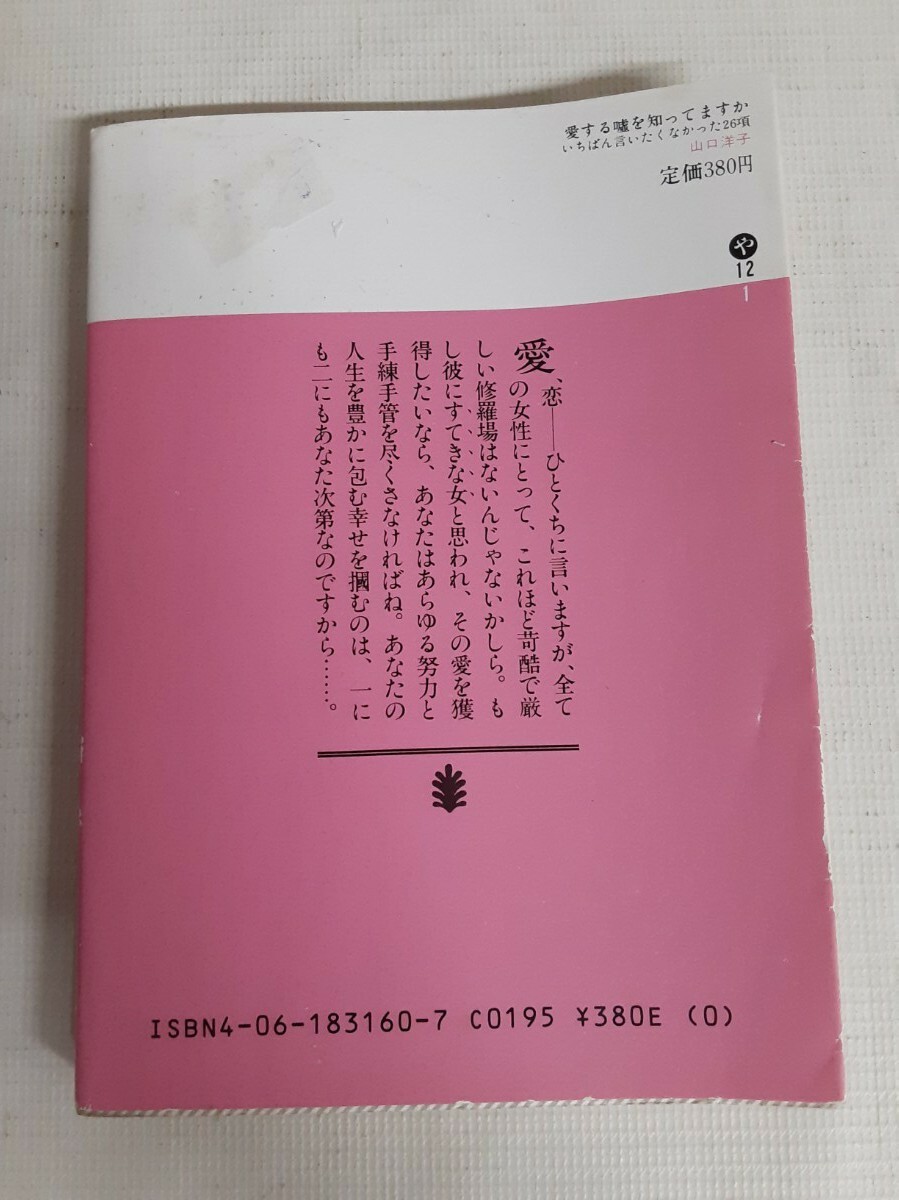 愛する嘘を知ってますか
いちばん言いたくなかった26項
山口洋子
定価380円
や
12
1
愛、恋――ひとくちに言いますが、全て
の女性にとって、これほど苛酷で厳
しい修羅場はないんじゃないかしら。も
し彼にすてきな女と思われ、その愛を獲
得したいなら、あなたはあらゆる努力と
手練手管を尽くさなければね。あなたの
人生を豊かに包む幸せを摑むのは、一に
も二にもあなた次第なのですから……。
ISBN4-06-183160-7 C0195 ¥380E (0)